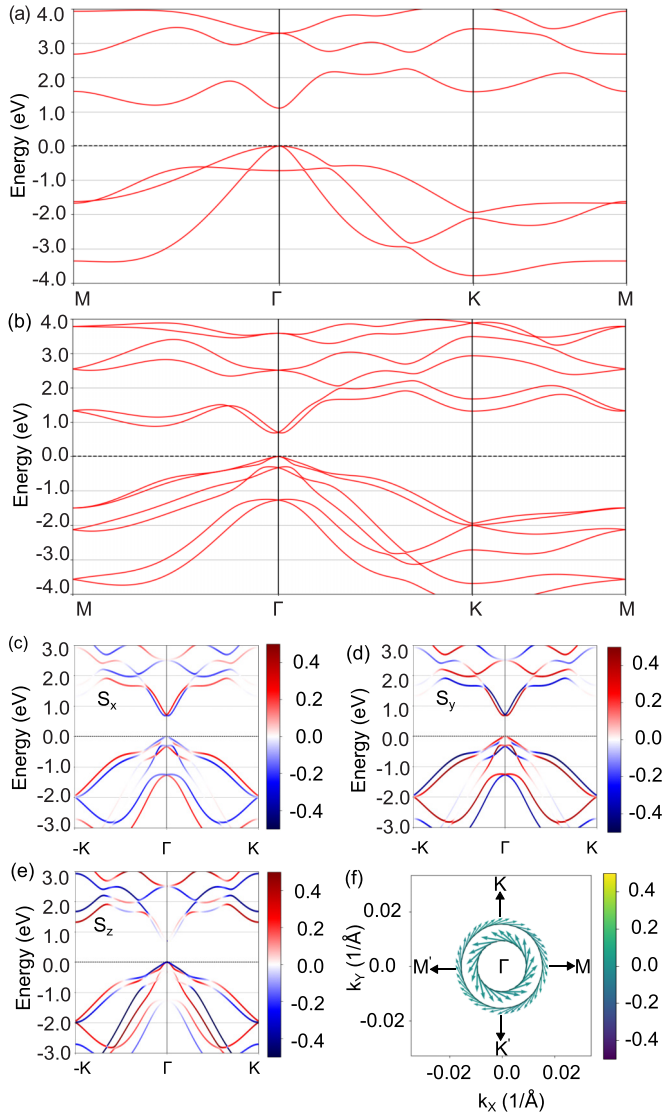 (a)
4.0
3.0
2.0
1.0
0.0
-1.0
-2.0
-3.0
-4.0
Energy (eV)
M Γ K M
(b)
4.0
3.0
2.0
1.0
0.0
-1.0
-2.0
-3.0
-4.0
Energy (eV)
M Γ K M
(c)
3.0
2.0
1.0
0.0
-1.0
-2.0
-3.0
Energy (eV)
Sx
-K Γ K
0.4
0.2
0.0
-0.2
-0.4
(d)
3.0
2.0
1.0
0.0
-1.0
-2.0
-3.0
Energy (eV)
Sy
-K Γ K
0.4
0.2
0.0
-0.2
-0.4
(e)
3.0
2.0
1.0
0.0
-1.0
-2.0
-3.0
Energy (eV)
Sz
-K Γ K
0.4
0.2
0.0
-0.2
-0.4
(f)
0.02
0.0
-0.02
kY (1/Å)
K
M' Γ M
K'
-0.02 0.0 0.02
kX (1/Å)
0.4
0.2
0.0
-0.2
-0.4